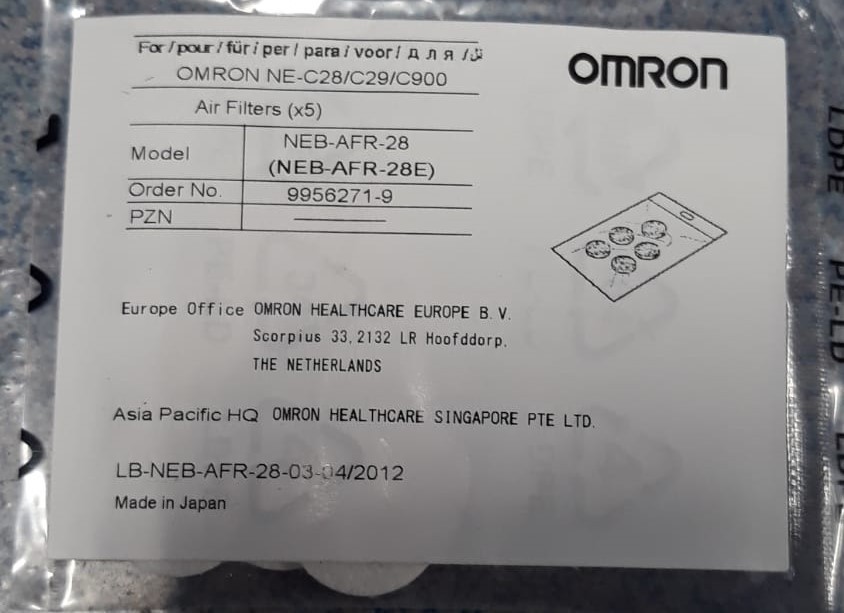 For / pour / für / per / para / voor / для / ل
OMRON NE-C28/C29/C900
OMRON
Air Filters (x5)
Model NEB-AFR-28
(NEB-AFR-28E)
Order No. 9956271-9
PZN
Europe Office OMRON HEALTHCARE EUROPE B.V.
Scorpius 33, 2132 LR Hoofddorp.
THE NETHERLANDS
Asia Pacific HQ OMRON HEALTHCARE SINGAPORE PTE LTD.
LB-NEB-AFR-28-03-04/2012
Made in Japan
LDPE
PE-LD